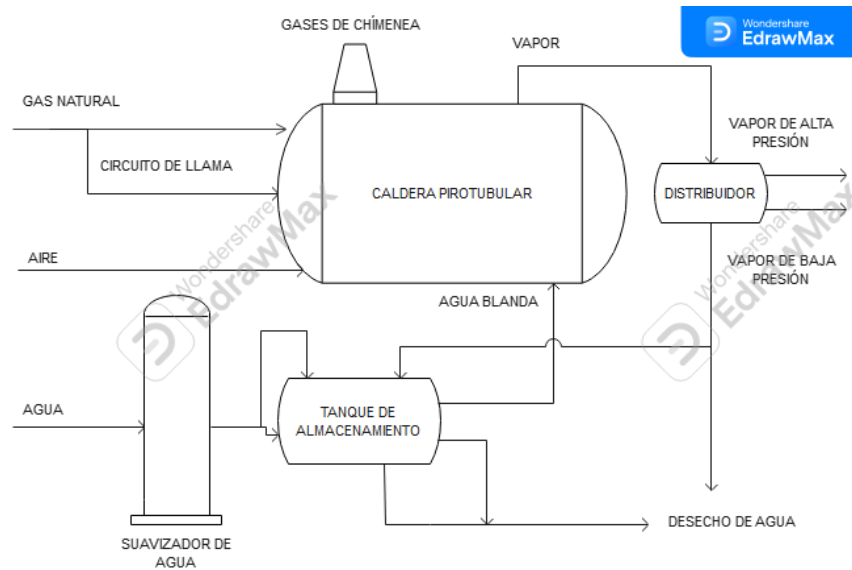 GASES DE CHÍMENEA
VAPOR
Wondershare
EdrawMax
GAS NATURAL
VAPOR DE ALTA
PRESIÓN
CIRCUITO DE LLAMA
CALDERA PIROTUBULAR
DISTRIBUIDOR
AIRE
VAPOR DE BAJA
PRESIÓN
AGUA BLANDA
Wondershare
EdrawMax
Wondershare
EdrawMax
AGUA
TANQUE DE
ALMACENAMIENTO
DESECHO DE AGUA
SUAVIZADOR DE
AGUA